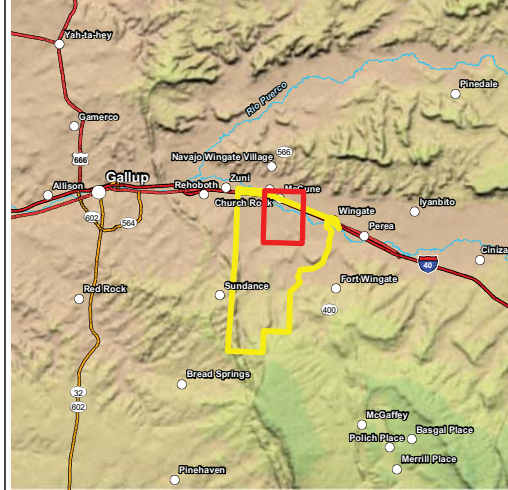 Yah-ta-hey
Pinedale
Rio Puerco
Gamerco
666
Navajo Wingate Village
566
Gallup
Zuni
Allison
Rehoboth
McCune
Church Rock
Iyanbito
602
564
Wingate
Perea
Ciniza
40
Red Rock
Sundance
Fort Wingate
400
Bread Springs
32
602
McGaffey
Basgal Place
Polich Place
Merrill Place
Pinehaven